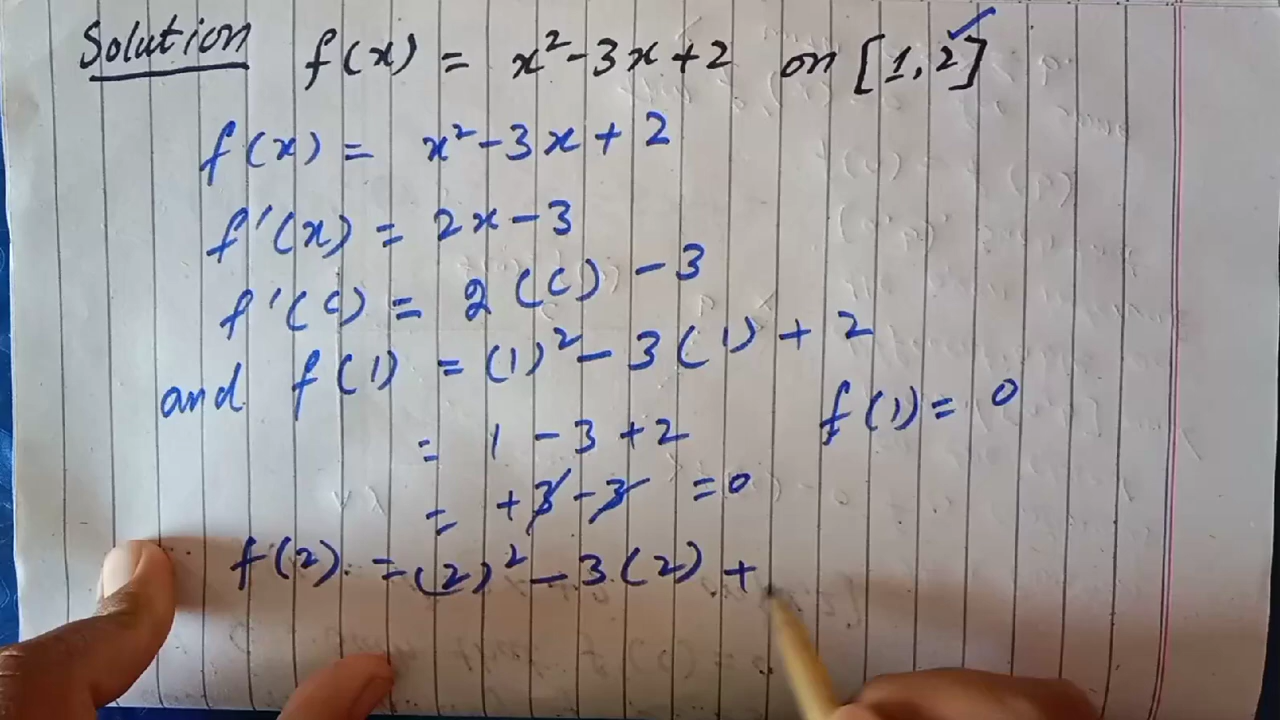 Solution f(x) = x²-3x+2 on [1,2]
f(x) = x²-3x+2
f'(x) = 2x-3
f'(c) = 2(c) -3
and f(1) = (1)² - 3(1) + 2
= 1 -3 +2 f(1) = 0
= +3 -3 = 0
f(2) = (2)² - 3(2) +